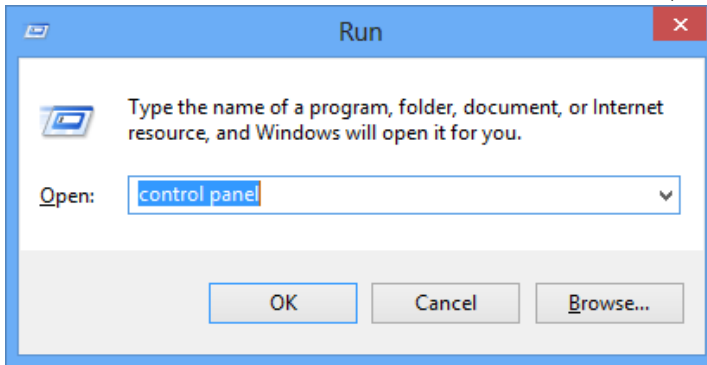 Run
Type the name of a program, folder, document, or Internet
resource, and Windows will open it for you.
Open: control panel
OK Cancel Browse...